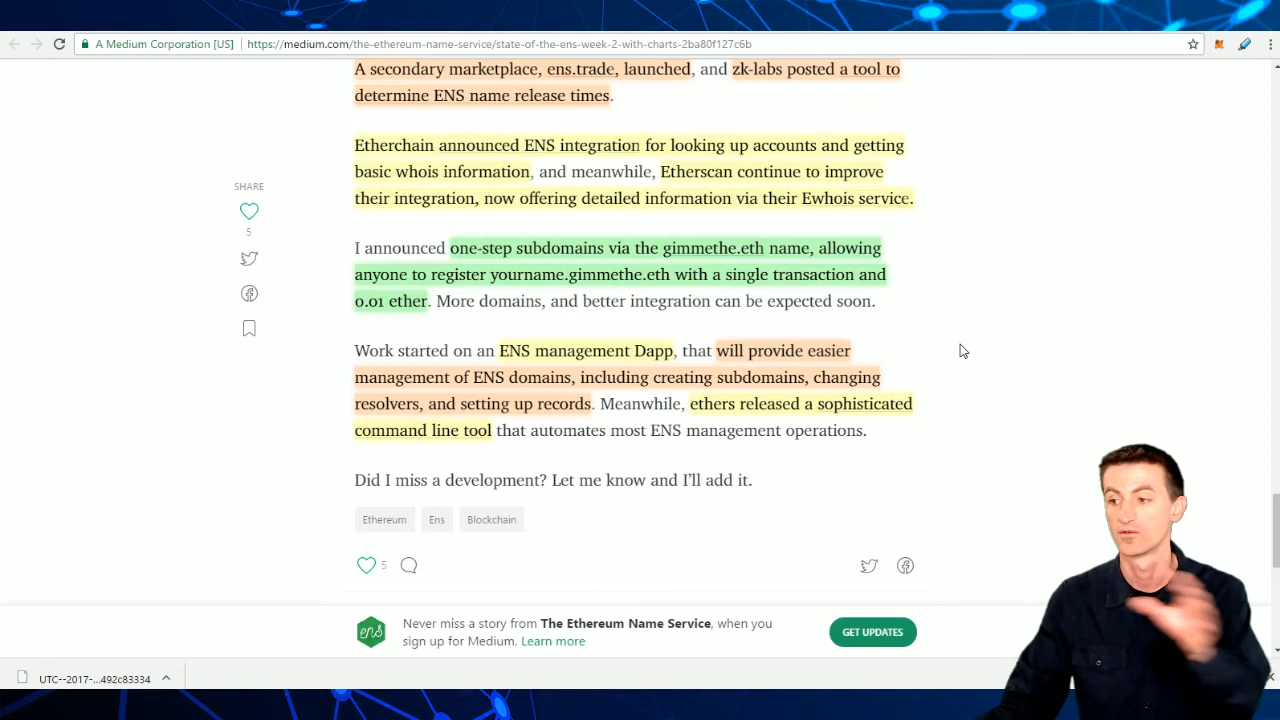 A Medium Corporation [US]
https://medium.com/the-ethereum-name-service/state-of-the-ens-week-2-with-charts-2ba80f127c6b
A secondary marketplace, ens.trade, launched, and zk-labs posted a tool to
determine ENS name release times.
Etherchain announced ENS integration for looking up accounts and getting
basic whois information, and meanwhile, Etherscan continue to improve
their integration, now offering detailed information via their Ewhois service.
SHARE
5
I announced one-step subdomains via the gimmethe.eth name, allowing
anyone to register yourname.gimmethe.eth with a single transaction and
0.01 ether. More domains, and better integration can be expected soon.
Work started on an ENS management Dapp, that will provide easier
management of ENS domains, including creating subdomains, changing
resolvers, and setting up records. Meanwhile, ethers released a sophisticated
command line tool that automates most ENS management operations.
Did I miss a development? Let me know and I'll add it.
Ethereum
Ens
Blockchain
5
ens
Never miss a story from The Ethereum Name Service, when you
sign up for Medium. Learn more
GET UPDATES
UTC--2017-...492c83334